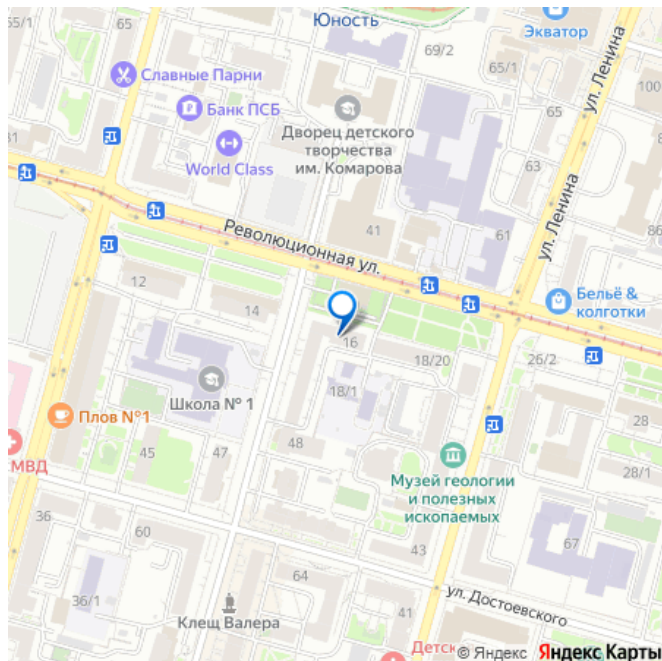 65
Юность
Экватор
69/2
65/1
Славные Парни
ул. Ленина
100
Банк ПСБ
65
Дворец детского
творчества
им. Комарова
World Class
63
31
Революционная ул.
41
61
ул. Ленина
86
12
14
Бельё &
колготки
16
18/20
26/2
Школа № 1
18/1
28
Плов №1
МВД
45
47
48
Музей геологии
и полезных
ископаемых
28/1
36
60
43
67
64
36/1
ул. Достоевского
41
Клещ Валера
Детск
© Яндекс Яндекс Карты